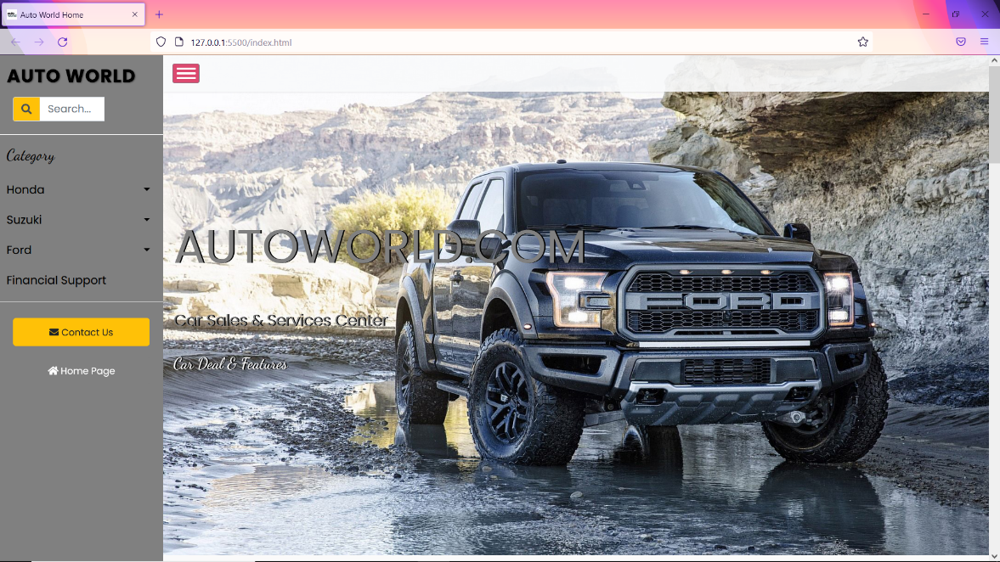 Auto World Home
127.0.0.1:5500/index.html
AUTO WORLD
Search...
Category
Honda
Suzuki
Ford
Financial Support
Contact Us
Home Page
AUTOWORLD.COM
Car Sales & Services Center
Car Deal & Features
FORD